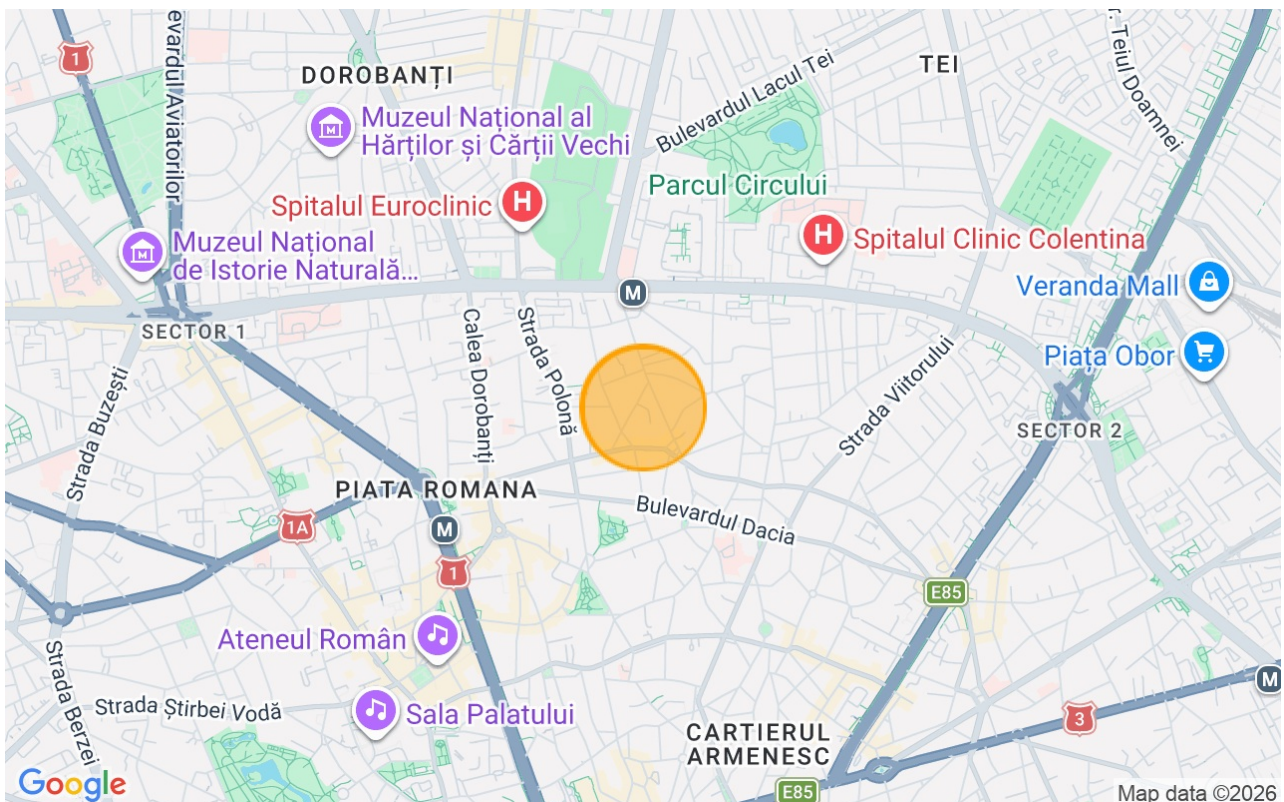 1
evardul Aviatorilor
DOROBANȚI
Muzeul Național al
Hărților și Cărții Vechi
Bulevardul Lacul Tei
TEI
r. Teiul Doamnei
Parcul Circului
Spitalul Euroclinic
H
H
Spitalul Clinic Colentina
M
Muzeul Național
de Istorie Naturală...
M
M
Veranda Mall
SECTOR 1
Calea Dorobanți
Strada Polonă
Piața Obor
Strada Buzești
Strada Viitorului
SECTOR 2
PIATA ROMANA
1A
M
Bulevardul Dacia
1
E85
Ateneul Român
Strada Berzei
Strada Știrbei Vodă
Sala Palatului
M
3
CARTIERUL
ARMENESC
E85
Google
Map data ©2026